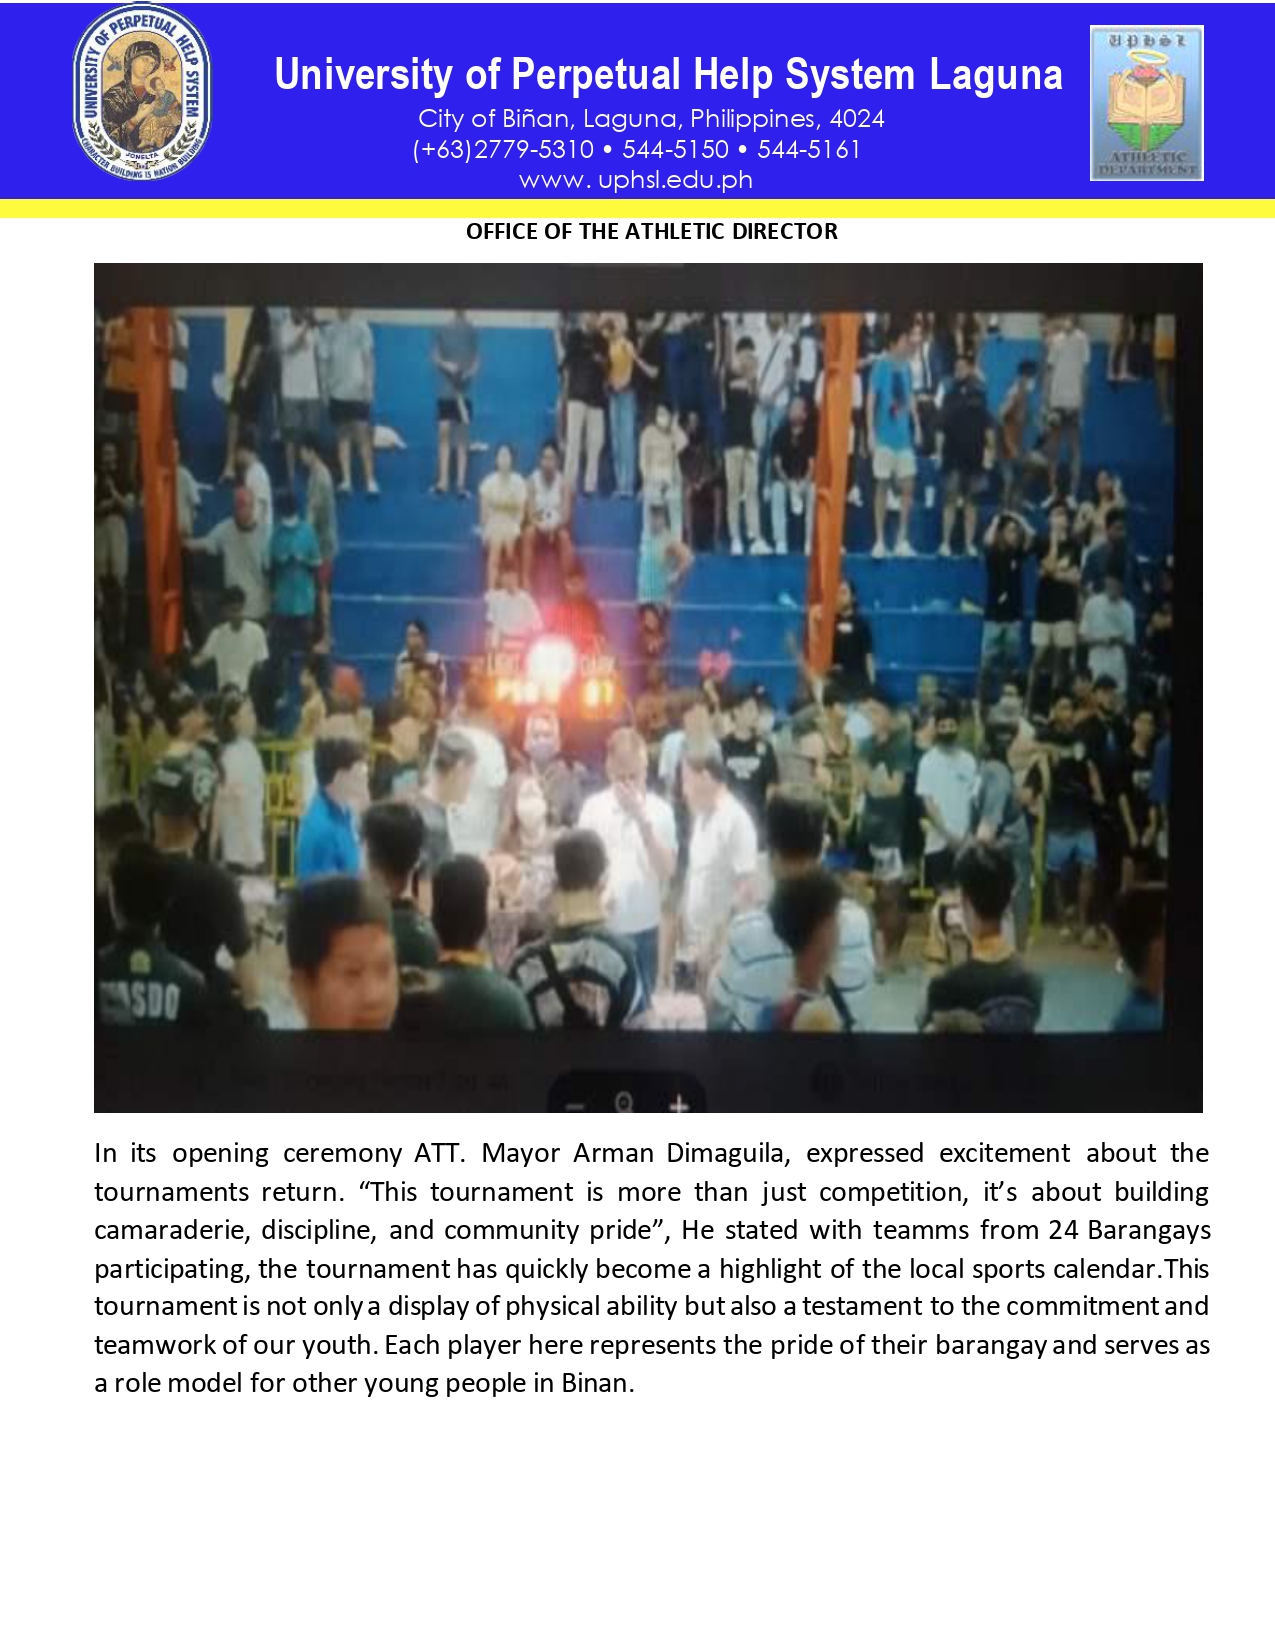 UNIVERSITY OF PERPETUAL HELP SYSTEM
JONELTA
CHARACTER BUILDING IS NATION BUILDING
University of Perpetual Help System Laguna
City of Biñan, Laguna, Philippines, 4024
(+63)2779-5310 • 544-5150 • 544-5161
www. uphsl.edu.ph
UPHSL
ATHLETIC
DEPARTMENT
OFFICE OF THE ATHLETIC DIRECTOR
In its opening ceremony ATT. Mayor Arman Dimaguila, expressed excitement about the
tournaments return. “This tournament is more than just competition, it’s about building
camaraderie, discipline, and community pride”, He stated with teamms from 24 Barangays
participating, the tournament has quickly become a highlight of the local sports calendar.This
tournament is not only a display of physical ability but also a testament to the commitment and
teamwork of our youth. Each player here represents the pride of their barangay and serves as
a role model for other young people in Binan.